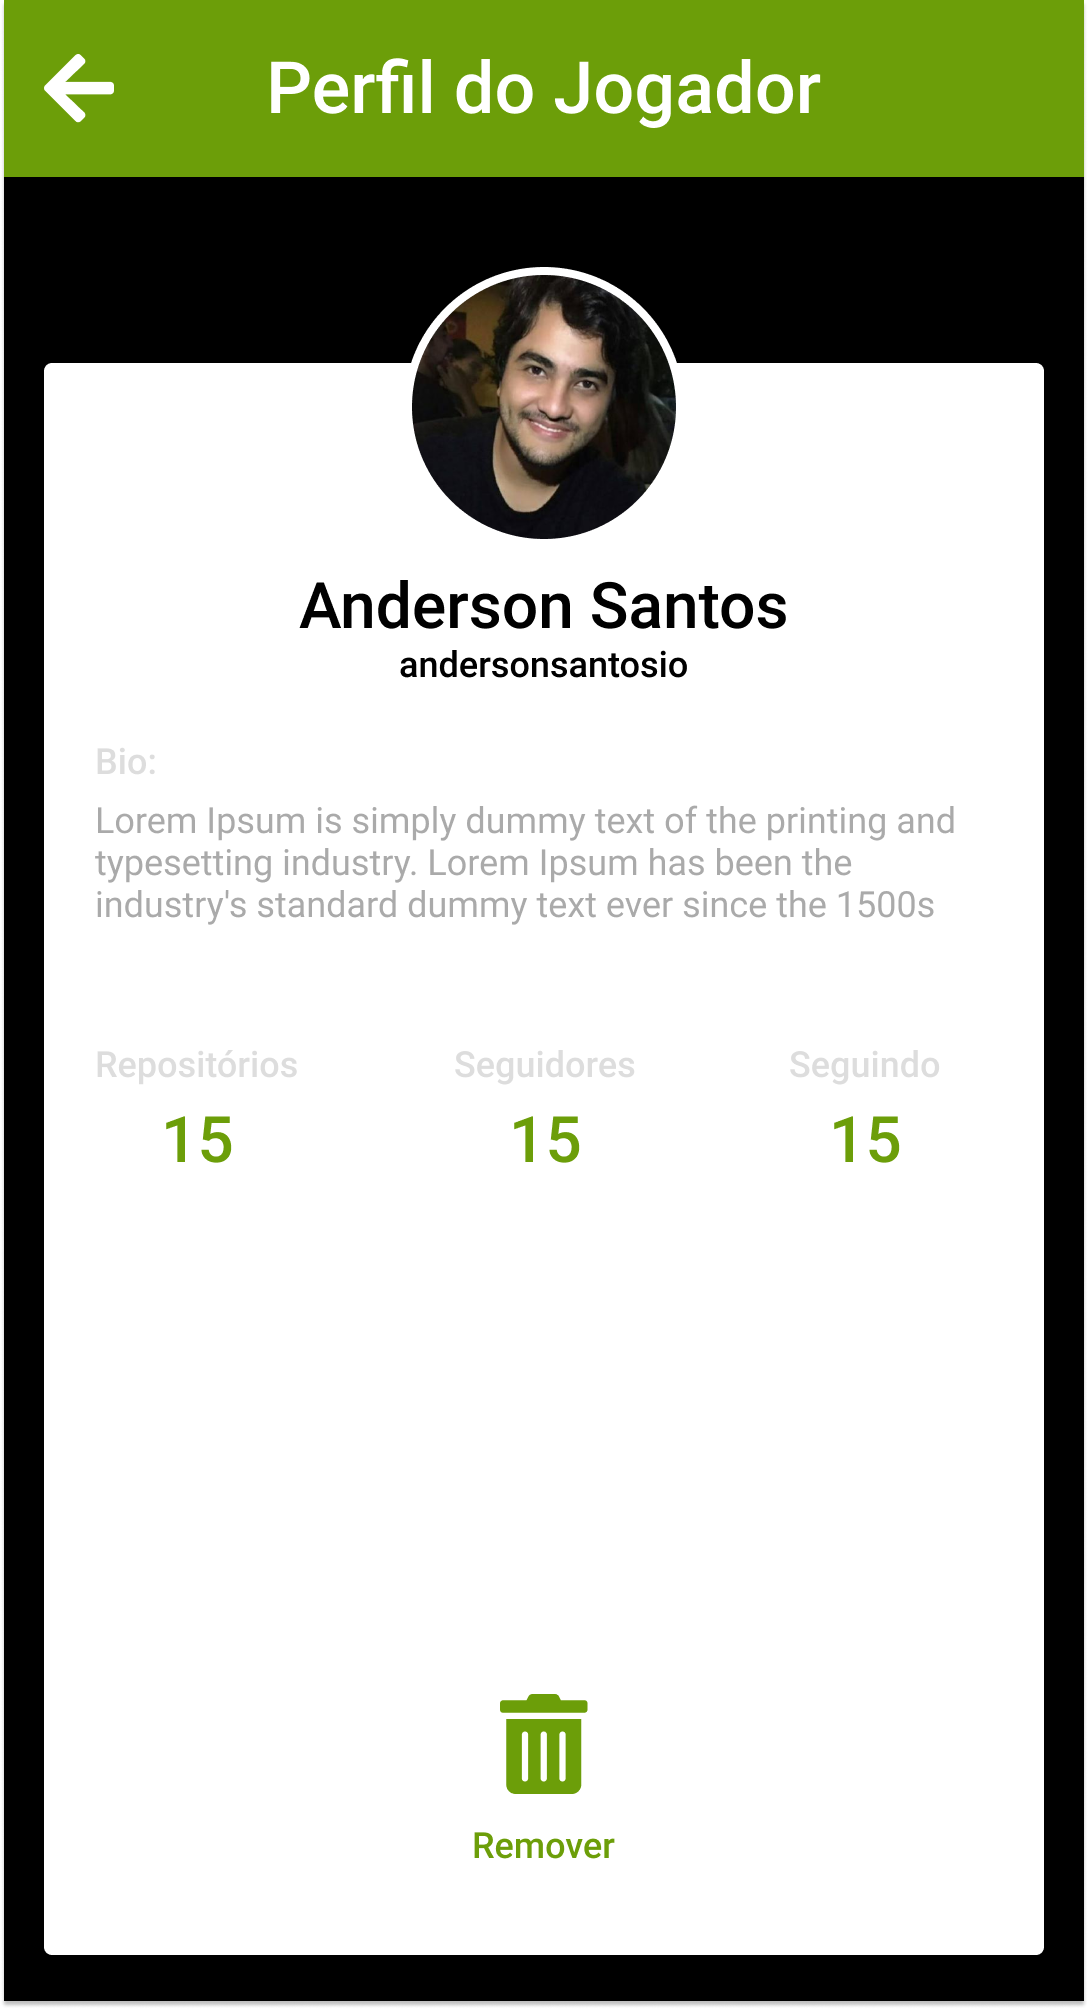 Perfil do Jogador
Anderson Santos
andersonsantosio
Bio:
Lorem Ipsum is simply dummy text of the printing and
typesetting industry. Lorem Ipsum has been the
industry's standard dummy text ever since the 1500s
Repositórios Seguidores Seguindo
15 15 15
Remover